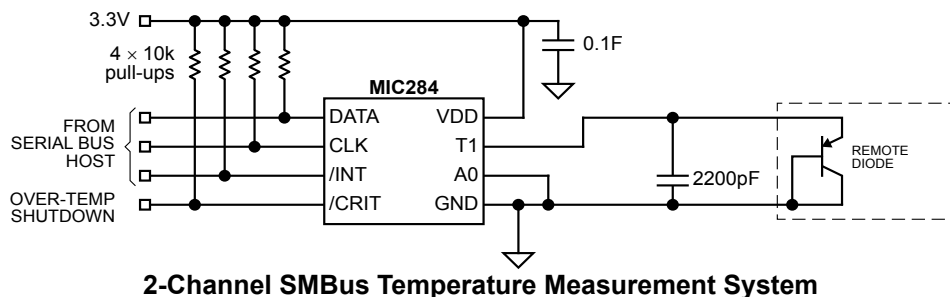 3.3V
4 × 10k
pull-ups
0.1F
MIC284
DATA
CLK
/INT
/CRIT
VDD
T1
A0
GND
FROM
SERIAL BUS
HOST
OVER-TEMP
SHUTDOWN
2200pF
REMOTE
DIODE
2-Channel SMBus Temperature Measurement System